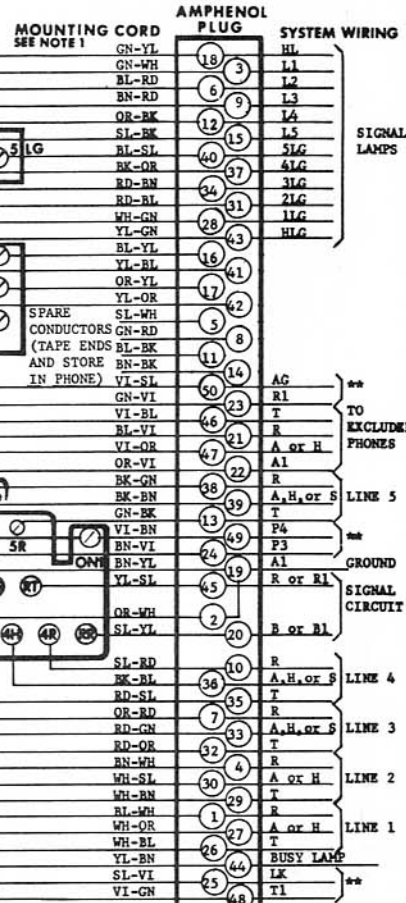 AMPHENOL
MOUNTING CORD PLUG SYSTEM WIRING
SEE NOTE 1
GN-YL 18 HL
GN-WH 3 L1
BL-RD 6 L2
BN-RD 9 L3
OR-BK 12 L4
SL-BK 15 L5 SIGNAL
5LG BL-SL 40 5LG LAMPS
BK-OR 37 4LG
RD-BN 34 3LG
RD-BL 31 2LG
WH-GN 28 1LG
YL-GN 43 HLG
BL-YL 16
YL-BL 41
OR-YL 17
YL-OR 42
SPARE SL-WH 5
CONDUCTORS GN-RD 8
(TAPE ENDS BL-BK 11
AND STORE BN-BK 14
IN PHONE) VI-SL 50 AG **
GN-VI 23 R1
VI-BL 46 T TO
BL-VI 21 R EXCLUDE
VI-OR 47 A or H PHONES
OR-VI 22 A1
BK-GN 38 R
BK-BN 39 A,H,or S LINE 5
GN-BK 13 T
5R VI-BN 49 P4 **
BN-VI 24 P3
BN-YL 19 A1 GROUND
RT YL-SL 45 R or R1 SIGNAL
OR-WH 2 CIRCUIT
4H 4R RR SL-YL 20 B or B1
SL-RD 10 R
BK-BL 36 A,H,or S LINE 4
RD-SL 35 T
OR-RD 7 R
RD-GN 33 A,H,or S LINE 3
RD-OR 32 T
BN-WH 4 R
WH-SL 30 A or H LINE 2
WH-BN 29 T
BL-WH 1 R
WH-OR 27 A or H LINE 1
WH-BL 26 T
YL-BN 44 BUSY LAMP
SL-VI 25 LK **
VI-GN 48 T1